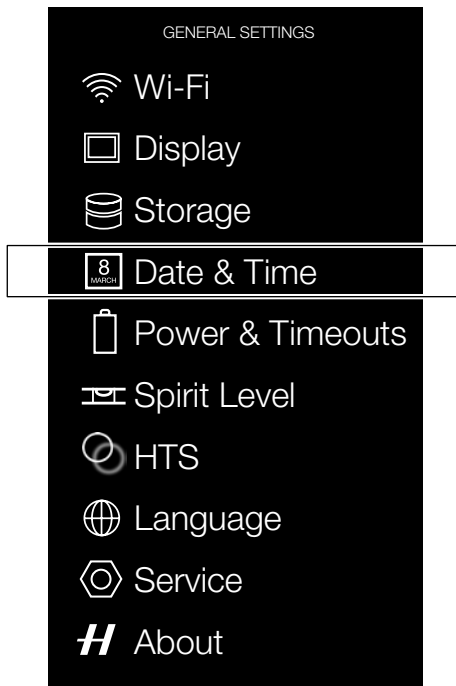 GENERAL SETTINGS
Wi-Fi
Display
Storage
8
MARCH
Date & Time
Power & Timeouts
Spirit Level
HTS
Language
Service
H About